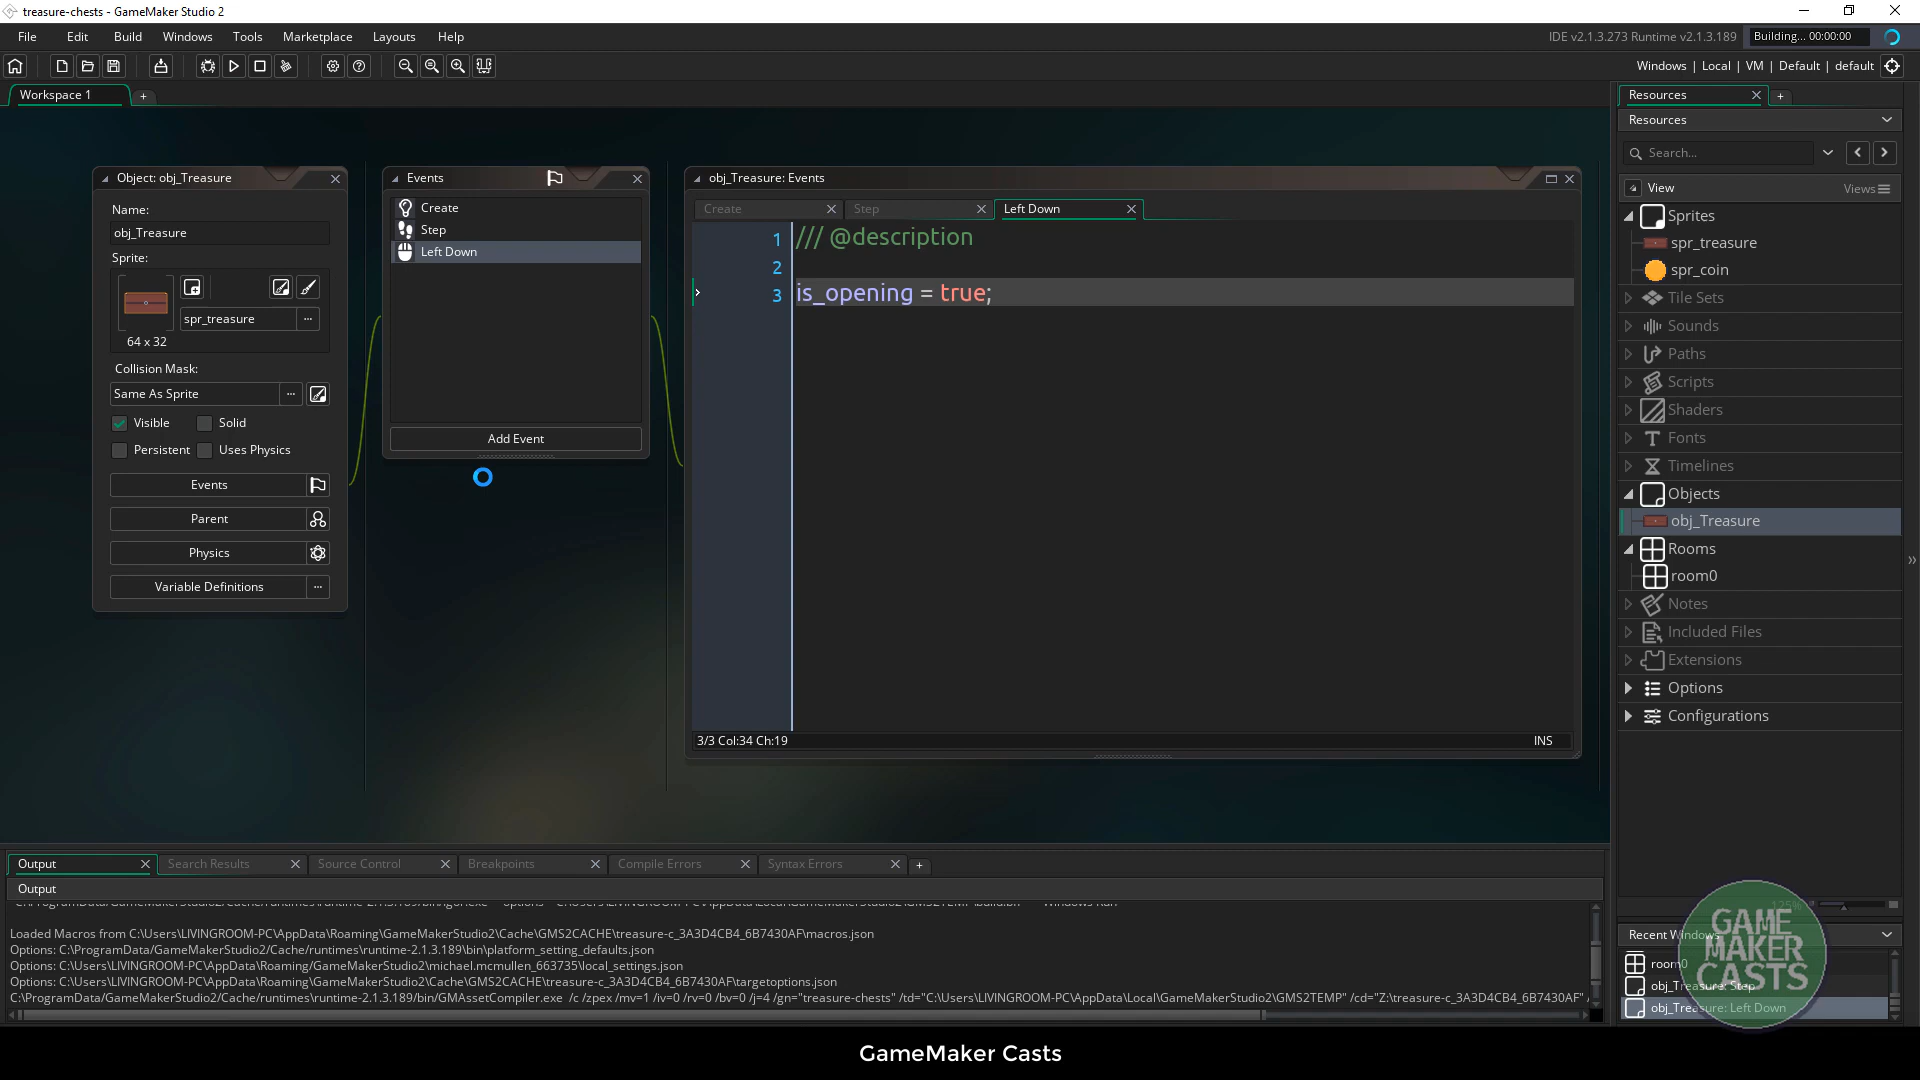 treasure-chests - GameMaker Studio 2
File Edit Build Windows Tools Marketplace Layouts Help
IDE v2.1.3.273 Runtime v2.1.3.189
Building... 00:00:00
Windows | Local | VM | Default | default
Workspace 1
Object: obj_Treasure
Name:
obj_Treasure
Sprite:
spr_treasure
64 x 32
Collision Mask:
Same As Sprite
Visible Solid
Persistent Uses Physics
Events
Parent
Physics
Variable Definitions
Events
Create
Step
Left Down
Add Event
obj_Treasure: Events
Create Step Left Down
1 /// @description
2
3 is_opening = true;
3/3 Col:34 Ch:19
INS
Resources
Resources
Search...
View Views
Sprites
spr_treasure
spr_coin
Tile Sets
Sounds
Paths
Scripts
Shaders
Fonts
Timelines
Objects
obj_Treasure
Rooms
room0
Notes
Included Files
Extensions
Options
Configurations
125%
Recent Windows
room0
obj_Treasure: Step
obj_Treasure: Left Down
GAME
MAKER
CASTS
Output Search Results Source Control Breakpoints Compile Errors Syntax Errors
Output
Loaded Macros from C:\Users\LIVINGROOM-PC\AppData\Roaming\GameMakerStudio2\Cache\GMS2CACHE\treasure-c_3A3D4CB4_6B7430AF\macros.json
Options: C:\ProgramData/GameMakerStudio2/Cache/runtimes\runtime-2.1.3.189\bin\platform_setting_defaults.json
Options: C:\Users\LIVINGROOM-PC\AppData\Roaming/GameMakerStudio2\michael.mcmullen_663735\local_settings.json
Options: C:\Users\LIVINGROOM-PC\AppData\Roaming\GameMakerStudio2\Cache\GMS2CACHE\treasure-c_3A3D4CB4_6B7430AF\targetoptions.json
C:\ProgramData/GameMakerStudio2/Cache/runtimes\runtime-2.1.3.189/bin/GMAssetCompiler.exe /c /zpex /mv=1 /iv=0 /rv=0 /bv=0 /j=4 /gn="treasure-chests" /td="C:\Users\LIVINGROOM-PC\AppData\Local\GameMakerStudio2\GMS2TEMP" /cd="Z:\treasure-c_3A3D4CB4_6B7430AF" /
GameMaker Casts